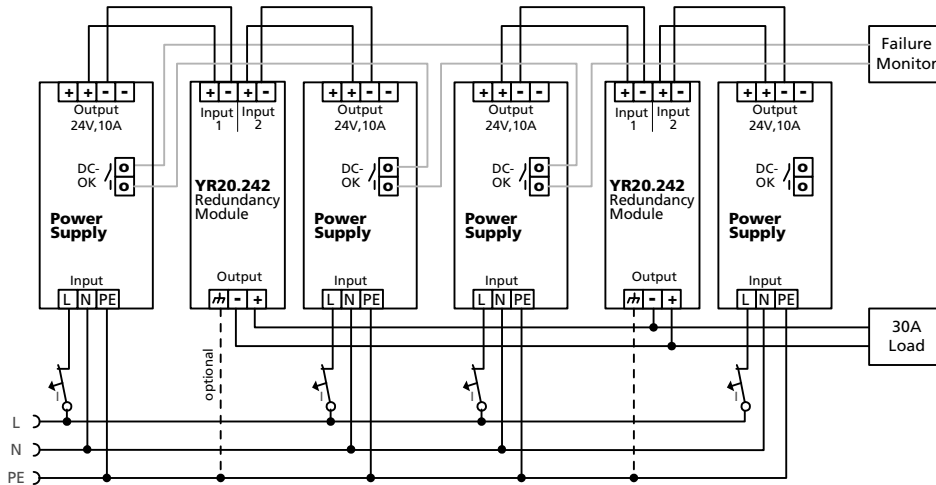 Failure
Monitor
+ + - -
Output
24V,10A
DC-
OK
Power
Supply
Input
L N PE
+ - + -
Input
1
Input
2
YR20.242
Redundancy
Module
Output
- +
optional
+ + - -
Output
24V,10A
DC-
OK
Power
Supply
Input
L N PE
+ + - -
Output
24V,10A
DC-
OK
Power
Supply
Input
L N PE
+ - + -
Input
1
Input
2
YR20.242
Redundancy
Module
Output
- +
+ + - -
Output
24V,10A
DC-
OK
Power
Supply
Input
L N PE
30A
Load
I
I
I
I
L
N
PE